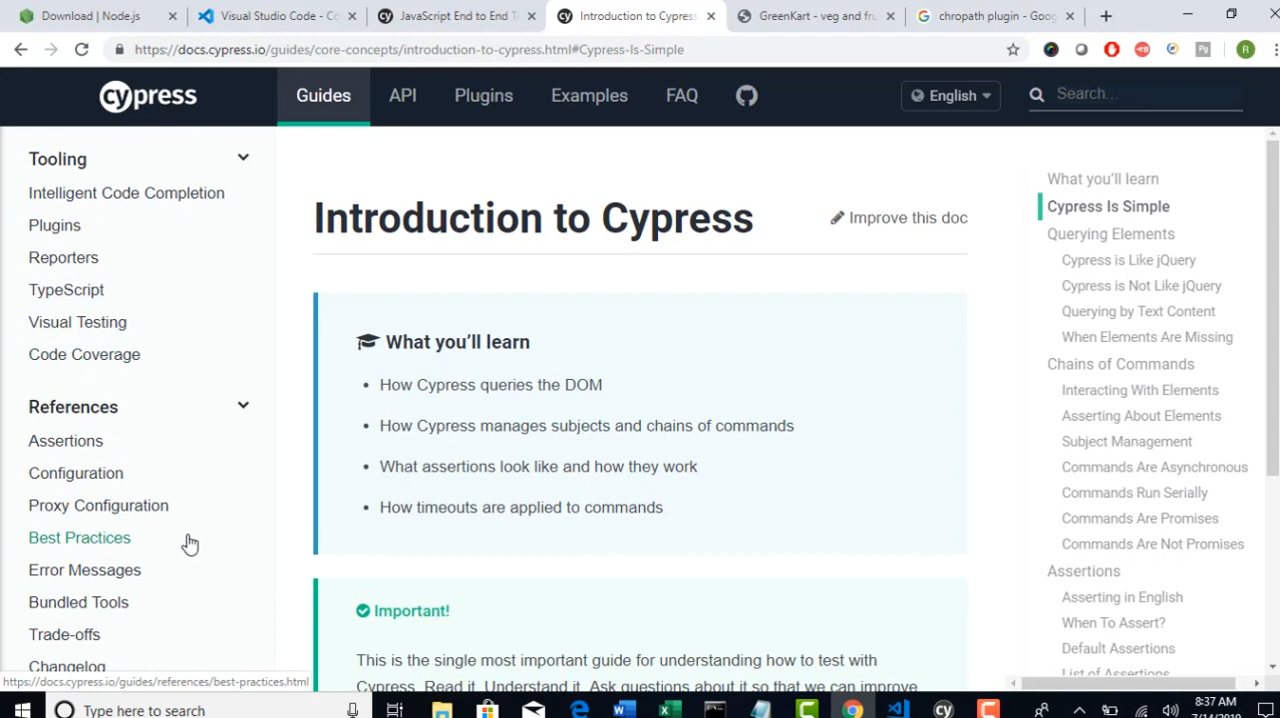 Download | Node.js
Visual Studio Code - Co
JavaScript End to End Te
Introduction to Cypress
GreenKart - veg and fru
chropath plugin - Goog
https://docs.cypress.io/guides/core-concepts/introduction-to-cypress.html#Cypress-Is-Simple
R
cypress
Guides
API
Plugins
Examples
FAQ
English
Search...
Tooling
Intelligent Code Completion
Plugins
Reporters
TypeScript
Visual Testing
Code Coverage
References
Assertions
Configuration
Proxy Configuration
Best Practices
Error Messages
Bundled Tools
Trade-offs
Changelog
https://docs.cypress.io/guides/references/best-practices.html
Introduction to Cypress
Improve this doc
What you'll learn
• How Cypress queries the DOM
• How Cypress manages subjects and chains of commands
• What assertions look like and how they work
• How timeouts are applied to commands
Important!
This is the single most important guide for understanding how to test with
Cypress. Read it. Understand it. Ask questions about it so that we can improve
What you'll learn
Cypress Is Simple
Querying Elements
Cypress is Like jQuery
Cypress is Not Like jQuery
Querying by Text Content
When Elements Are Missing
Chains of Commands
Interacting With Elements
Asserting About Elements
Subject Management
Commands Are Asynchronous
Commands Run Serially
Commands Are Promises
Commands Are Not Promises
Assertions
Asserting in English
When To Assert?
Default Assertions
List of Assertions
Type here to search
8:37 AM